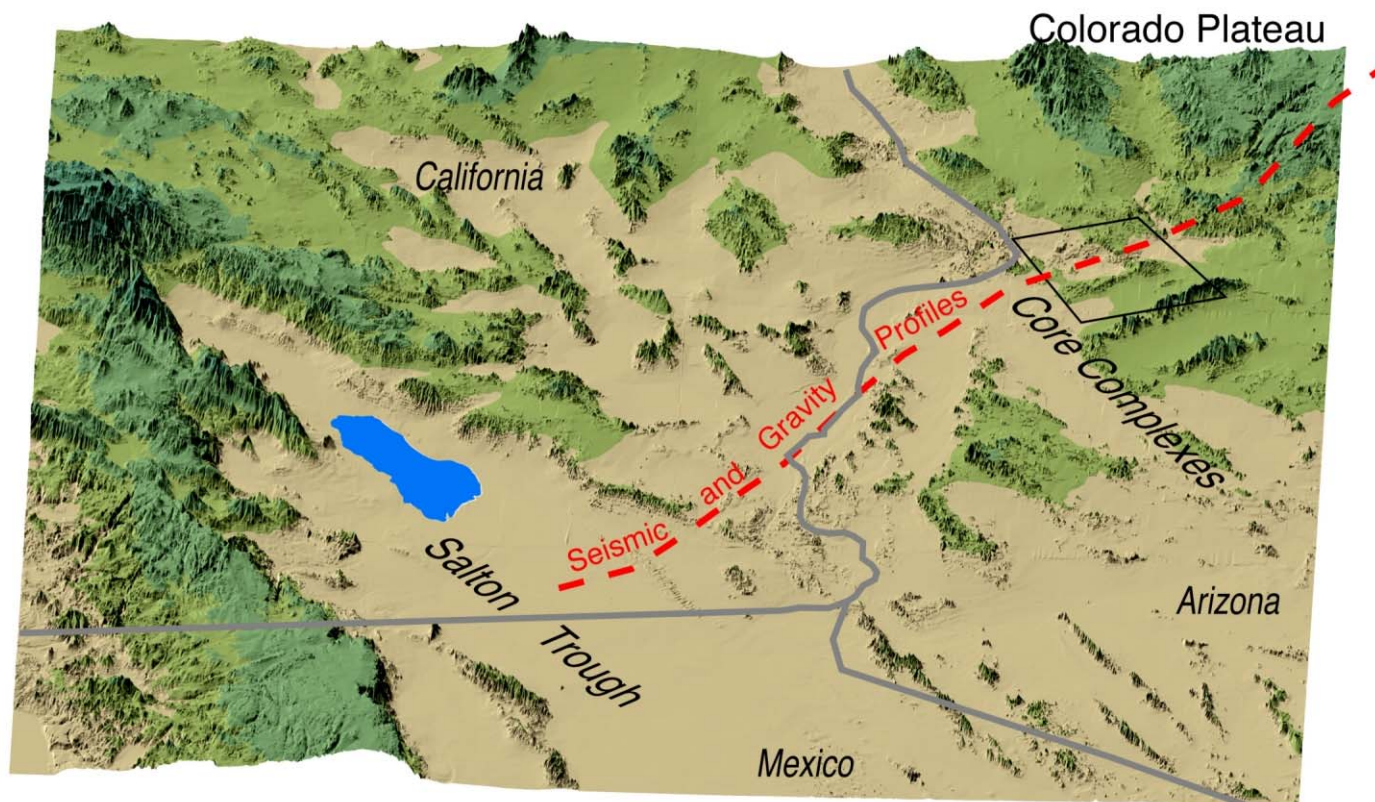 Colorado Plateau
California
Core Complexes
Seismic and Gravity Profiles
Salton Trough
Arizona
Mexico